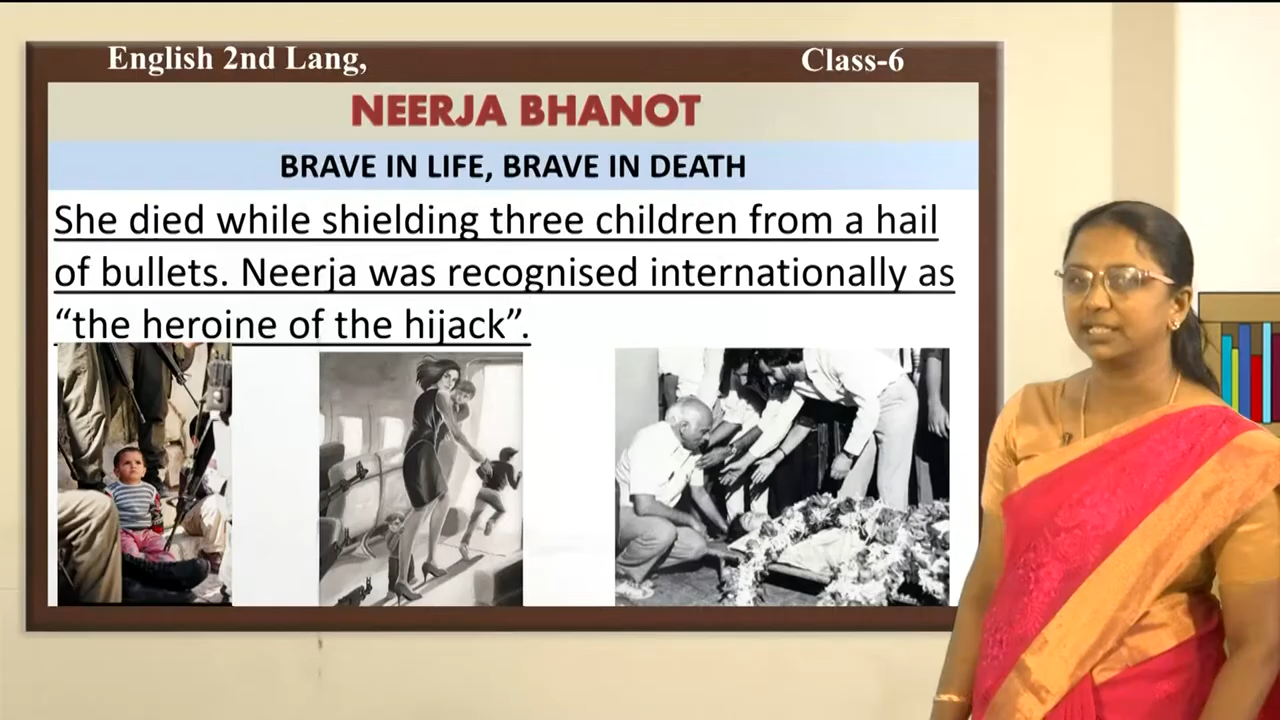 English 2nd Lang,
Class-6
NEERJA BHANOT
BRAVE IN LIFE, BRAVE IN DEATH
She died while shielding three children from a hail
of bullets. Neerja was recognised internationally as
“the heroine of the hijack”.